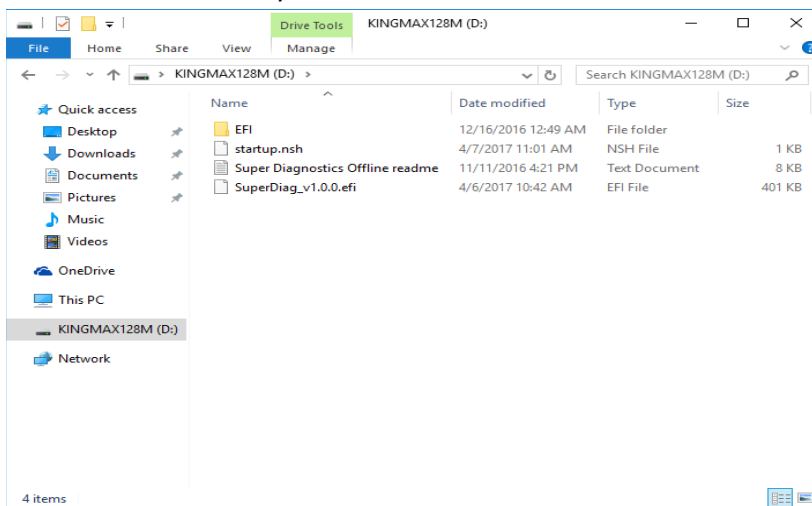 Drive Tools KINGMAX128M (D:)
File Home Share View Manage
KINGMAX128M (D:) Search KINGMAX128M (D:)
Quick access
Desktop
Downloads
Documents
Pictures
Music
Videos
OneDrive
This PC
KINGMAX128M (D:)
Network
Name Date modified Type Size
EFI 12/16/2016 12:49 AM File folder
startup.nsh 4/7/2017 11:01 AM NSH File 1 KB
Super Diagnostics Offline readme 11/11/2016 4:21 PM Text Document 8 KB
SuperDiag_v1.0.0.efi 4/6/2017 10:42 AM EFI File 401 KB
4 items